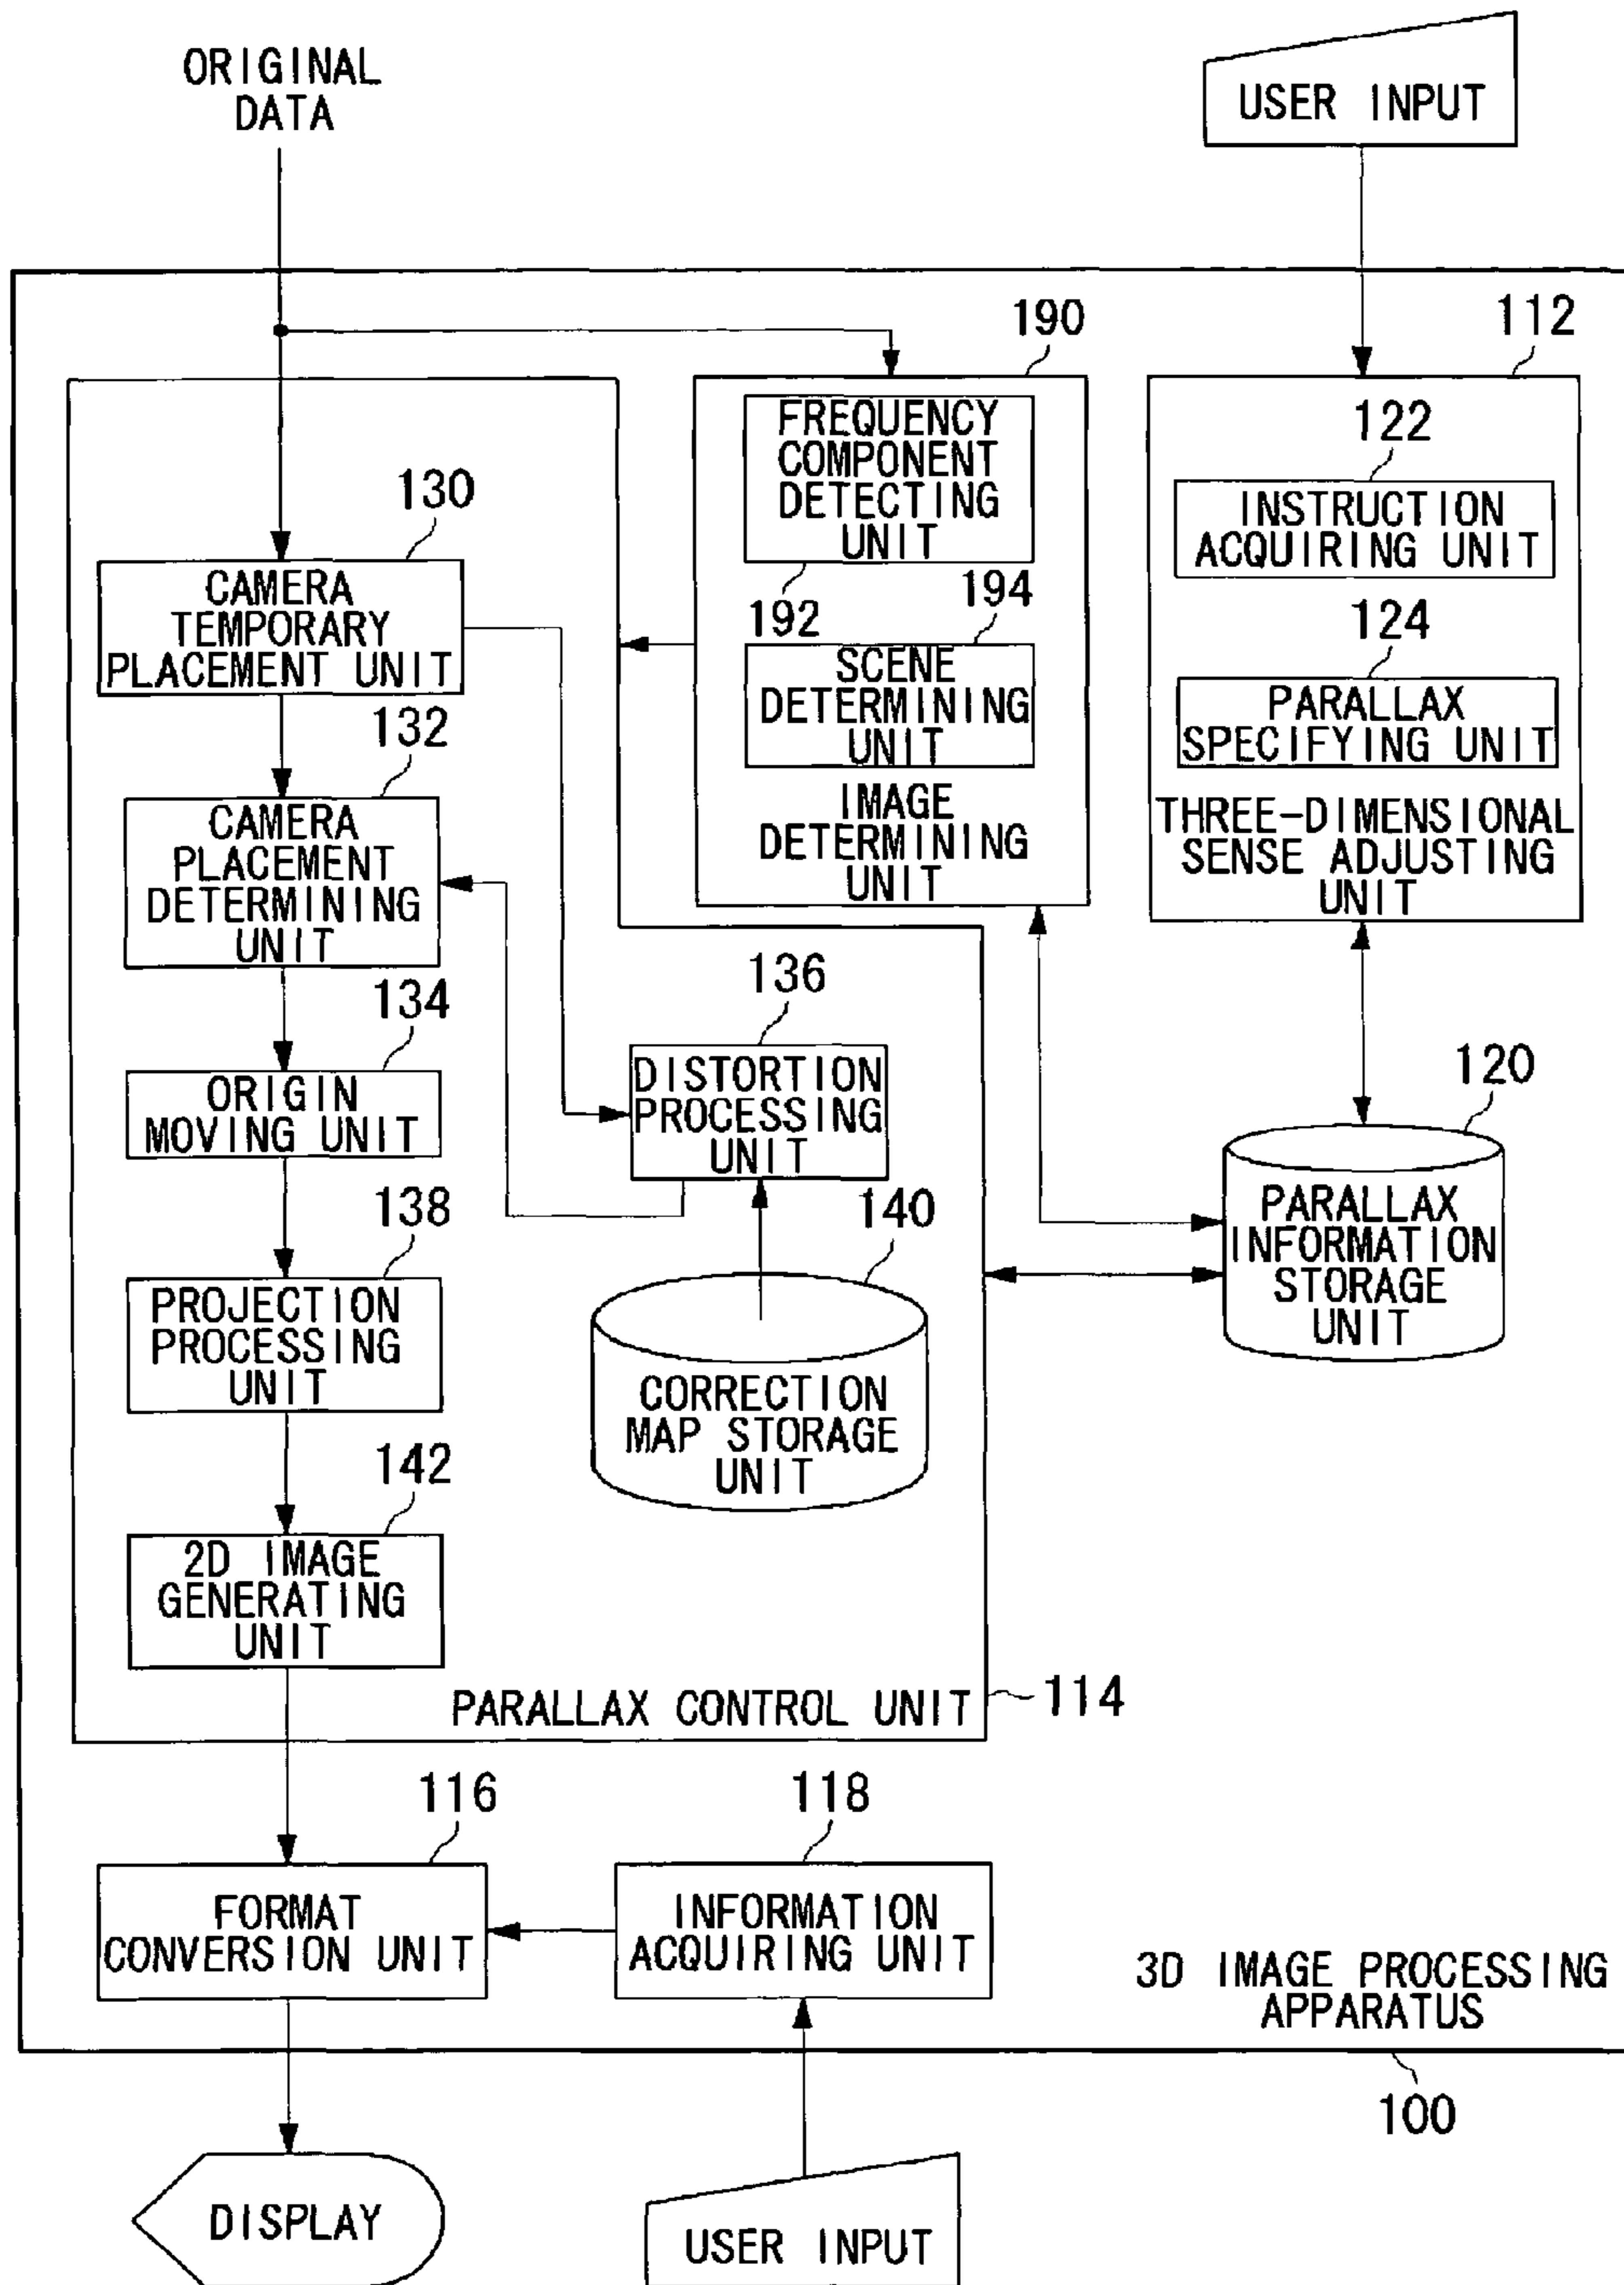 ORIGINAL
DATA
USER INPUT
190
112
FREQUENCY
COMPONENT
DETECTING
UNIT
122
INSTRUCTION
ACQUIRING UNIT
130
CAMERA
TEMPORARY
PLACEMENT UNIT
192
194
SCENE
DETERMINING
UNIT
124
PARALLAX
SPECIFYING UNIT
IMAGE
DETERMINING
UNIT
THREE-DIMENSIONAL
SENSE ADJUSTING
UNIT
132
CAMERA
PLACEMENT
DETERMINING
UNIT
134
ORIGIN
MOVING UNIT
136
DISTORTION
PROCESSING
UNIT
120
PARALLAX
INFORMATION
STORAGE
UNIT
138
PROJECTION
PROCESSING
UNIT
140
CORRECTION
MAP STORAGE
UNIT
142
2D IMAGE
GENERATING
UNIT
PARALLAX CONTROL UNIT
114
116
FORMAT
CONVERSION UNIT
118
INFORMATION
ACQUIRING UNIT
3D IMAGE PROCESSING
APPARATUS
100
DISPLAY
USER INPUT